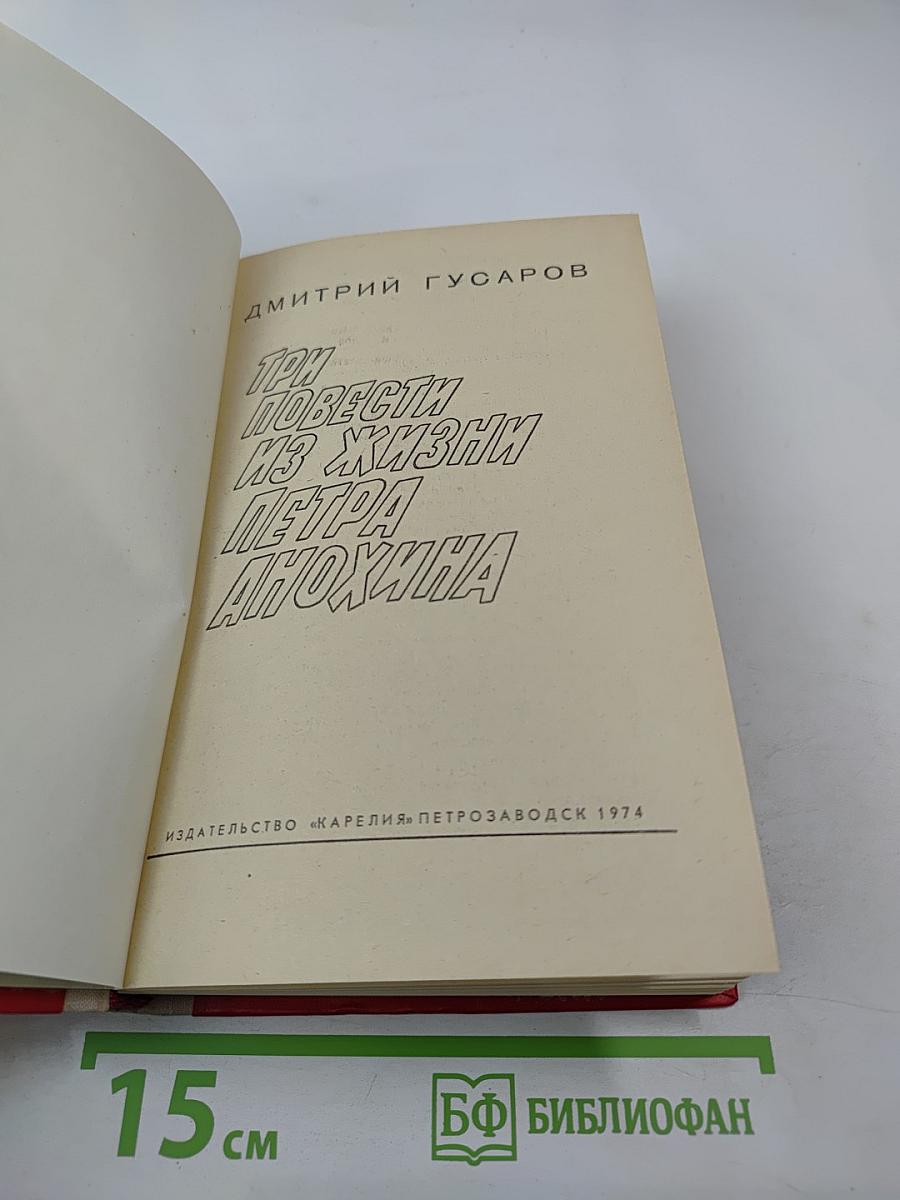 ДМИТРИЙ ГУСАРОВ
ТРИ
ПОВЕСТИ
ИЗ ЖИЗНИ
ПЕТРА
АНОХИНА
ИЗДАТЕЛЬСТВО «КАРЕЛИЯ» ПЕТРОЗАВОДСК 1974
15 см
БФ БИБЛИОФАН